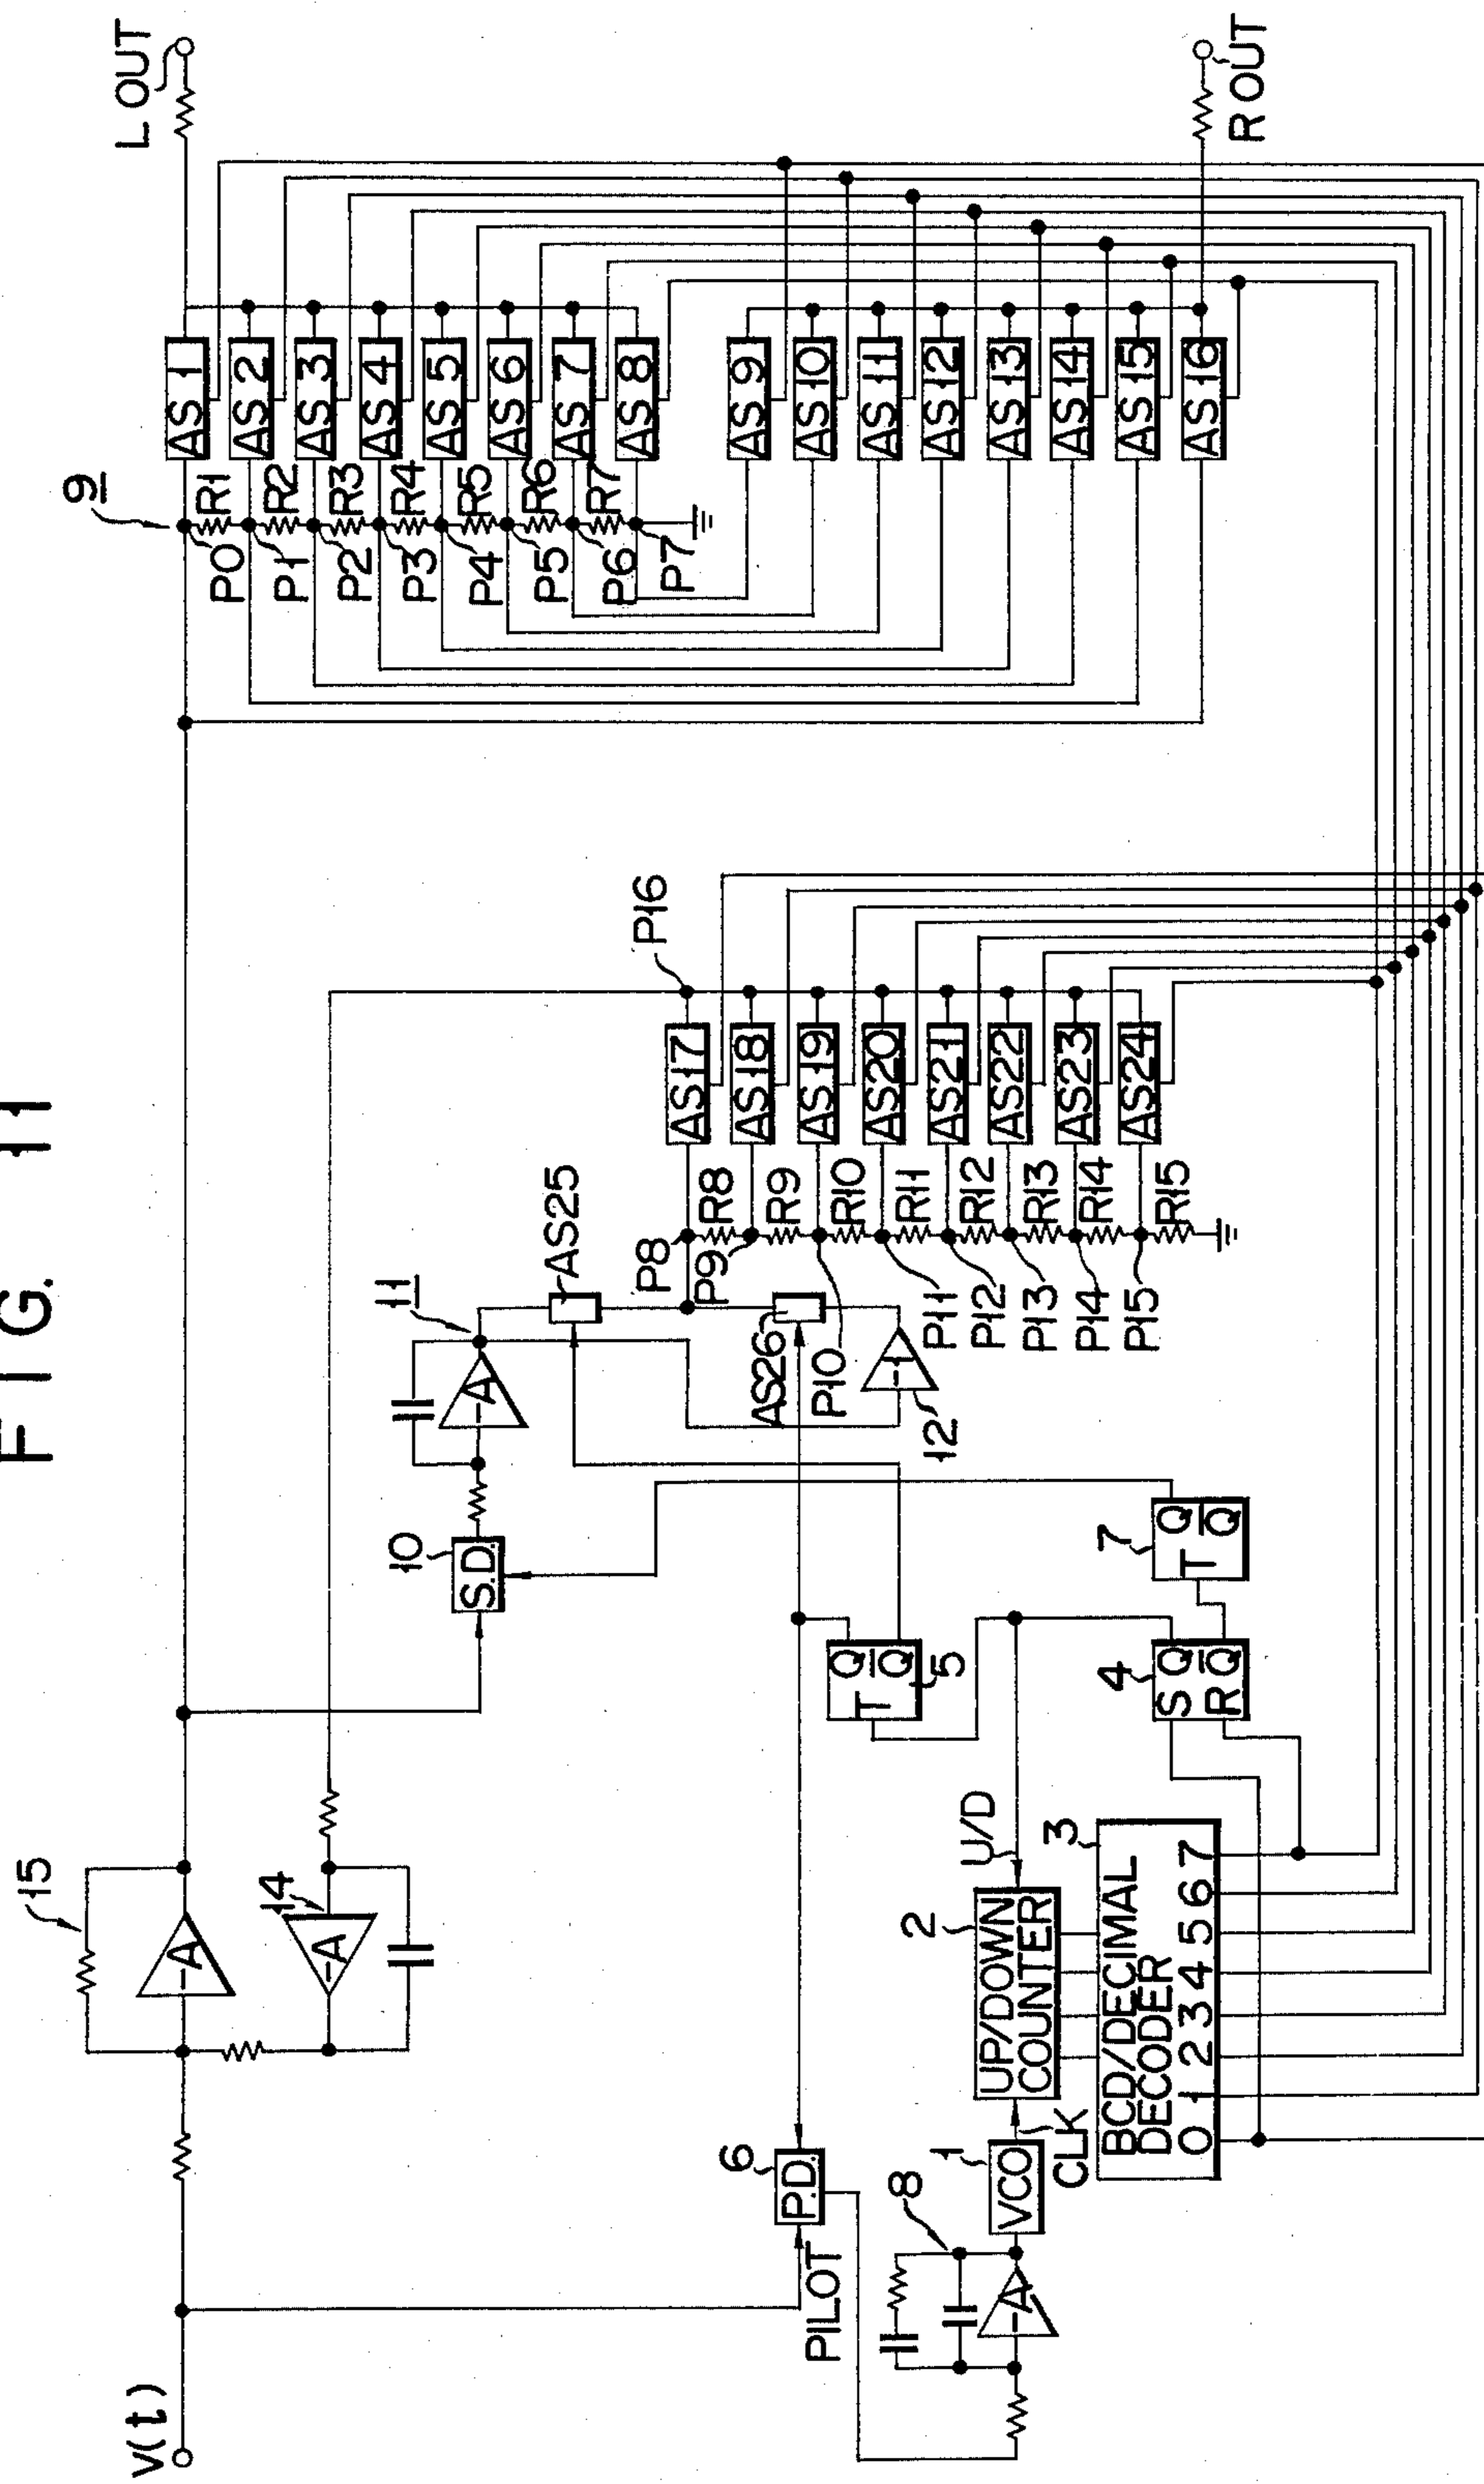 FIG. 11
V(t)
15
-A
14
-A
9
L OUT
P0
P1
P2
P3
P4
P5
P6
P7
R1
R2
R3
R4
R5
R6
R7
AS 1
AS 2
AS 3
AS 4
AS 5
AS 6
AS 7
AS 8
AS 9
AS 10
AS 11
AS 12
AS 13
AS 14
AS 15
AS 16
R OUT
10
S.D.
11
-A
AS25
AS26
12
-1
P8
P9
P10
P11
P12
P13
P14
P15
P16
R8
R9
R10
R11
R12
R13
R14
R15
AS17
AS18
AS19
AS20
AS21
AS22
AS23
AS24
6
P.D.
PILOT
8
-A
1
VCO
CLK
2
UP/DOWN
COUNTER
U/D
3
BCD/DECIMAL
DECODER
0 1 2 3 4 5 6 7
4
S Q
R Q̅
5
T Q
Q̅
7
T Q
Q̅